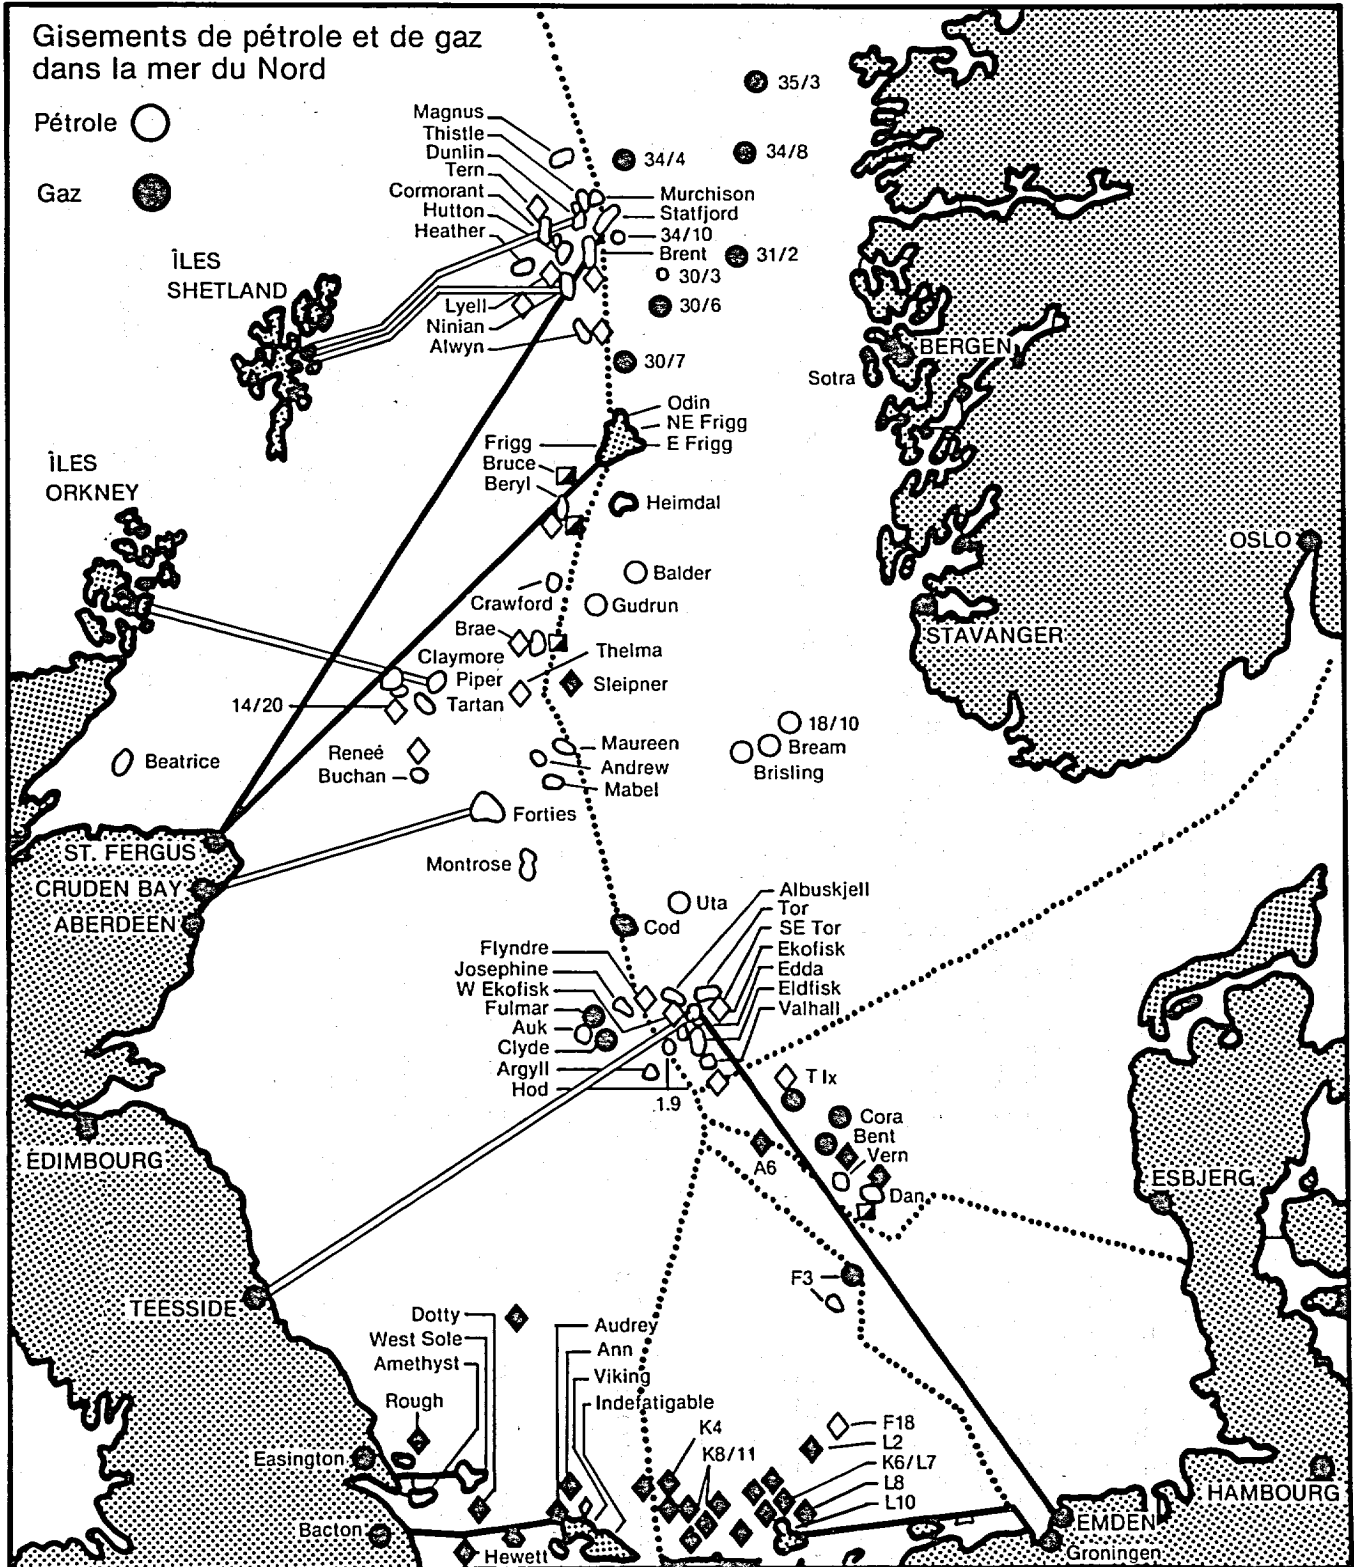 Gisements de pétrole et de gaz
dans la mer du Nord
Pétrole
Gaz
35/3
34/4
34/8
Magnus
Thistle
Dunlin
Tern
Cormorant
Hutton
Heather
Murchison
Statfjord
34/10
Brent
31/2
30/3
30/6
ÎLES
SHETLAND
Lyell
Ninian
Alwyn
30/7
BERGEN
Sotra
Odin
NE Frigg
E Frigg
Frigg
Bruce
Beryl
Heimdal
ÎLES
ORKNEY
OSLO
Balder
Crawford
Gudrun
STAVANGER
Brae
Claymore
Piper
Tartan
Thelma
Sleipner
14/20
18/10
Bream
Brisling
Beatrice
Reneé
Buchan
Maureen
Andrew
Mabel
Forties
ST. FERGUS
CRUDEN BAY
ABERDEEN
Montrose
Uta
Cod
Albuskjell
Tor
SE Tor
Ekofisk
Edda
Eldfisk
Valhall
Flyndre
Josephine
W Ekofisk
Fulmar
Auk
Clyde
Argyll
Hod
1.9
T Ix
Cora
Bent
Vern
A6
Dan
EDIMBOURG
ESBJERG
F3
TEESSIDE
Dotty
West Sole
Amethyst
Rough
Audrey
Ann
Viking
Indefatigable
K4
K8/11
F18
L2
K6/L7
L8
L10
Easington
Bacton
Hewett
HAMBOURG
EMDEN
Groningen